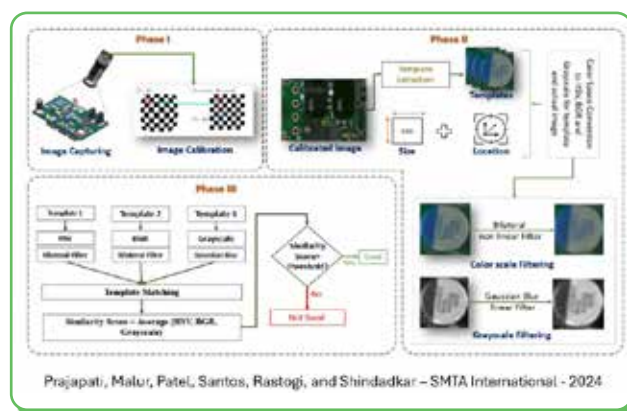 Phase I
Image Capturing
Image Calibration
Phase II
Template
Extraction
Templates
Calibrated Image
Size
Location
Color Space Conversion
to HSV, BGR and
Grayscale for template
and actual image
Bilateral
non linear Filter
Color scale Filtering
Gaussian Blur
linear Filter
Grayscale Filtering
Phase III
Template 1
Template 2
Template 3
HSV
BGR
Grayscale
Bilateral Filter
Bilateral Filter
Gaussian Blur
Template Matching
Similarity Score = Average (HSV, BGR,
Grayscale)
Similarity
Score<
(threshold)?
Good
Yes
Not Good
Prajapati, Malur, Patel, Santos, Rastogi, and Shindadkar – SMTA International - 2024